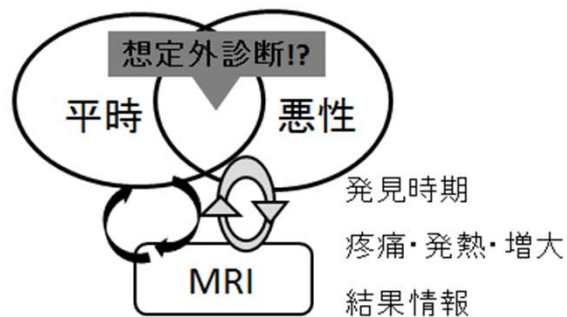 想定外診断!?
平時
悪性
発見時期
疼痛・発熱・増大
MRI
結果情報